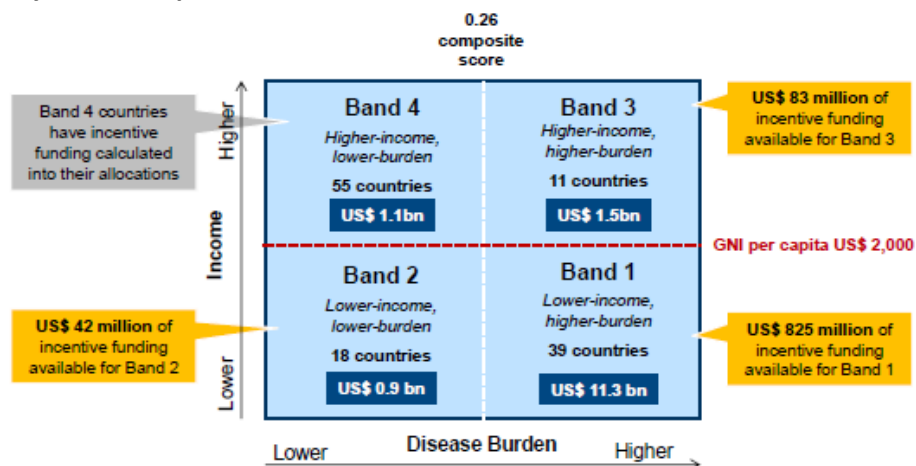 0.26
composite
score
Band 4 countries
have incentive
funding calculated
into their allocations
Higher
Band 4
Higher-income,
lower-burden
55 countries
US$ 1.1bn
Band 3
Higher-income,
higher-burden
11 countries
US$ 1.5bn
US$ 83 million of
incentive funding
available for Band 3
Income
GNI per capita US$ 2,000
US$ 42 million of
incentive funding
available for Band 2
Lower
Band 2
Lower-income,
lower-burden
18 countries
US$ 0.9 bn
Band 1
Lower-income,
higher-burden
39 countries
US$ 11.3 bn
US$ 825 million of
incentive funding
available for Band 1
Lower
Disease Burden
Higher